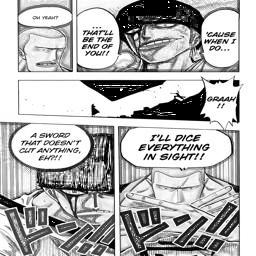 'CAUSE
WHEN I
DO...
...
THAT'LL
BE THE
END OF
YOU!!
OH YEAH?
GRAAH
!!
I'LL DICE
EVERYTHING
IN SIGHT!!
A SWORD
THAT DOESN'T
CUT ANYTHING,
EH?!!